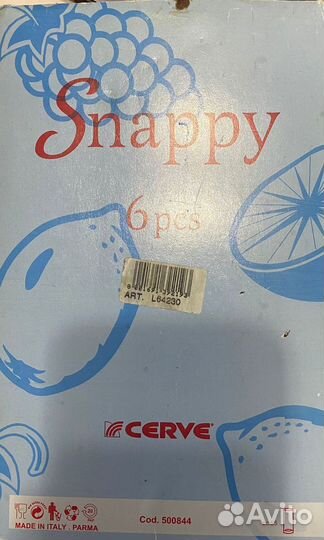 Snappy
6 pcs
ART. L64230
CERVE®
MADE IN ITALY . PARMA
Cod. 500844
Avito